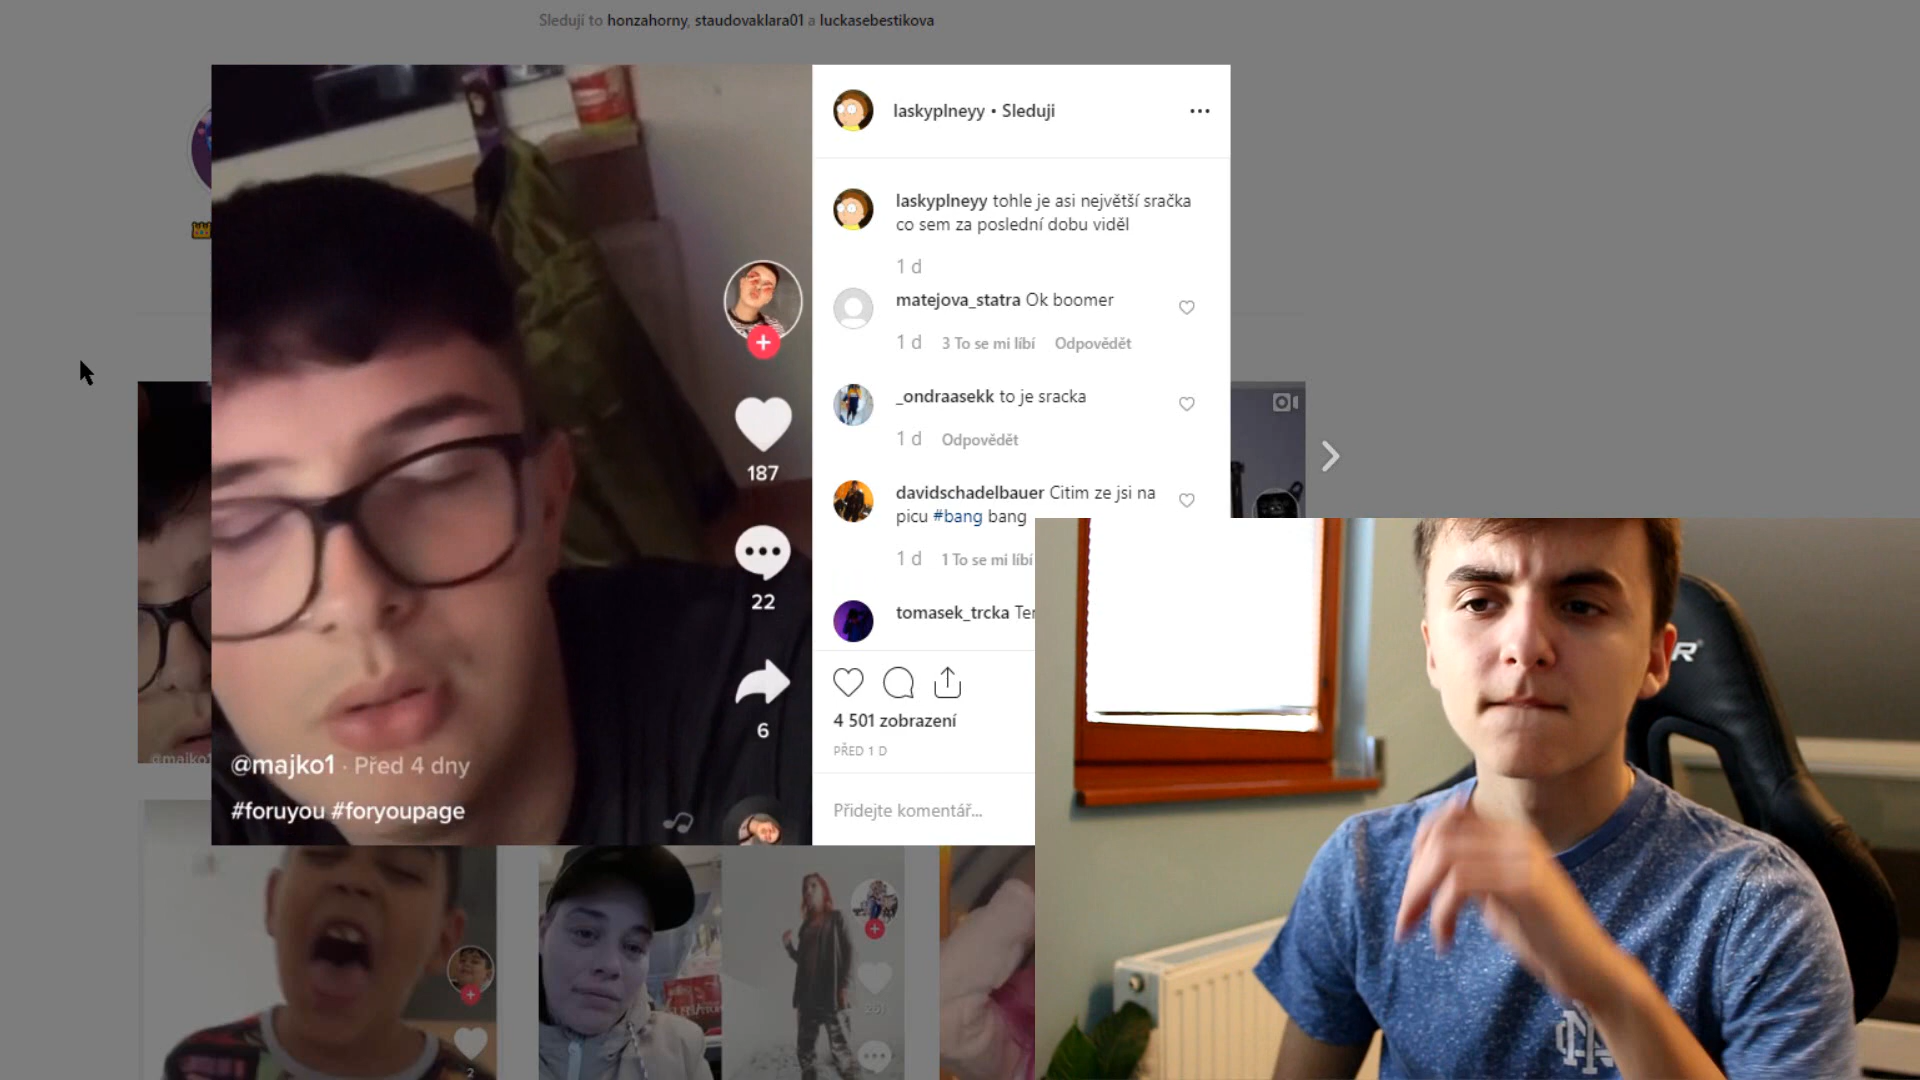 Sledují to honzahorny, staudovaklara01 a luckasebestikova
laskyplneyy • Sleduji
laskyplneyy tohle je asi největší sračka
co sem za poslední dobu viděl
1 d
matejova_statra Ok boomer
1 d 3 To se mi líbí Odpovědět
_ondraasekk to je sracka
1 d Odpovědět
davidschadelbauer Citim ze jsi na
picu #bang bang
1 d 1 To se mi líbí
tomasek_trcka
4 501 zobrazení
PŘED 1 D
Přidejte komentář...
187
22
6
@majko1 · Před 4 dny
#foruyou #foryoupage
@majko1
2
R